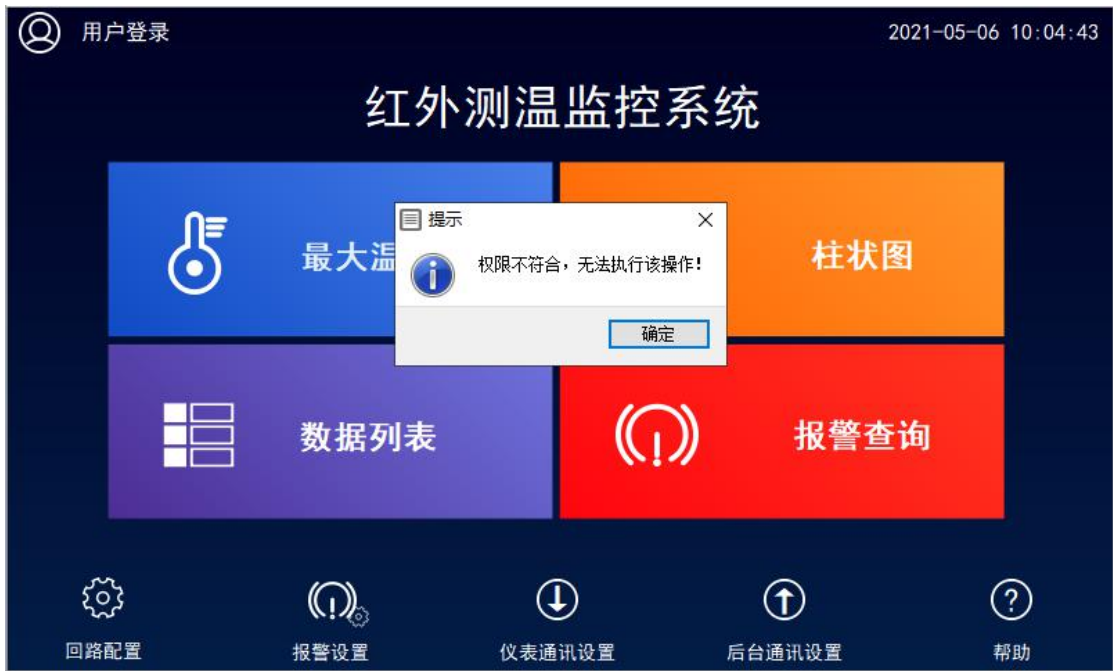 用户登录
2021-05-06 10:04:43
红外测温监控系统
提示
最大温
权限不符合，无法执行该操作!
柱状图
确定
数据列表
报警查询
回路配置
报警设置
仪表通讯设置
后台通讯设置
帮助